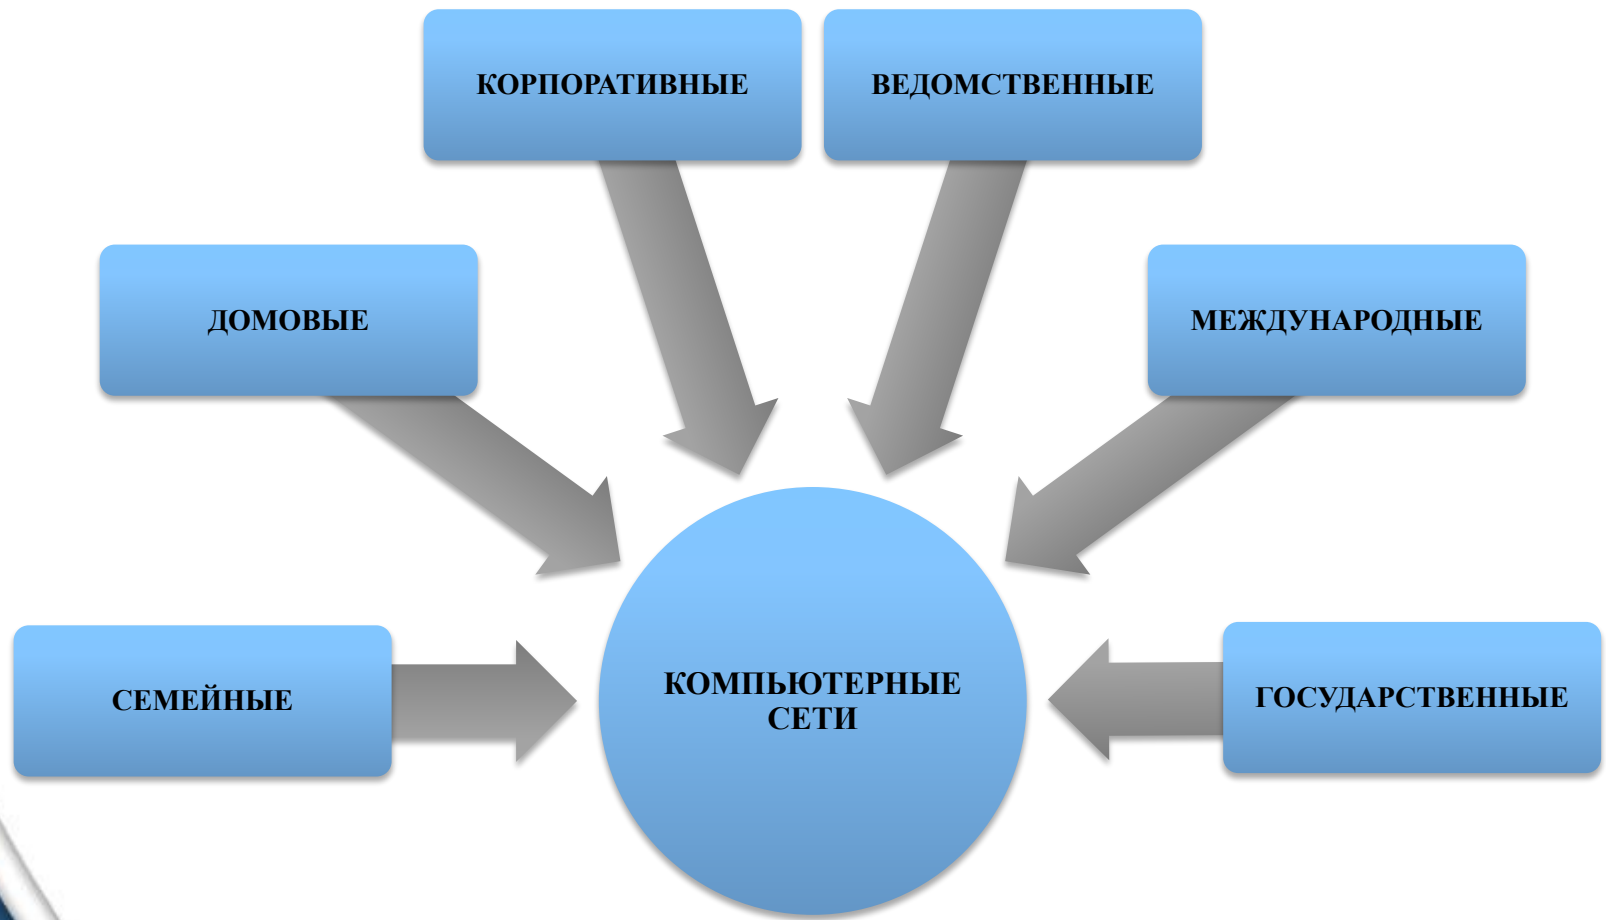 КОРПОРАТИВНЫЕ
ВЕДОМСТВЕННЫЕ
ДОМОВЫЕ
МЕЖДУНАРОДНЫЕ
СЕМЕЙНЫЕ
КОМПЬЮТЕРНЫЕ
СЕТИ
ГОСУДАРСТВЕННЫЕ